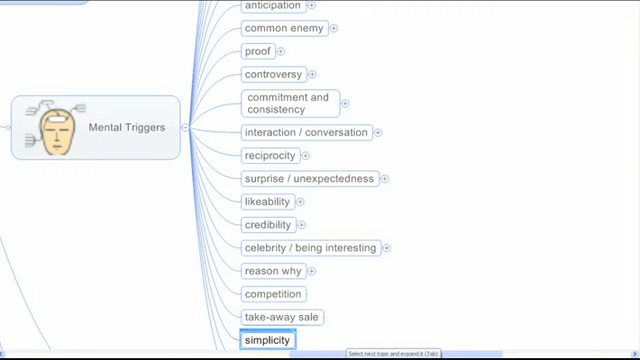 anticipation
common enemy
proof
controversy
commitment and
consistency
Mental Triggers
interaction / conversation
reciprocity
surprise / unexpectedness
likeability
credibility
celebrity / being interesting
reason why
competition
take-away sale
simplicity
Select next topic and expand it (Tab)